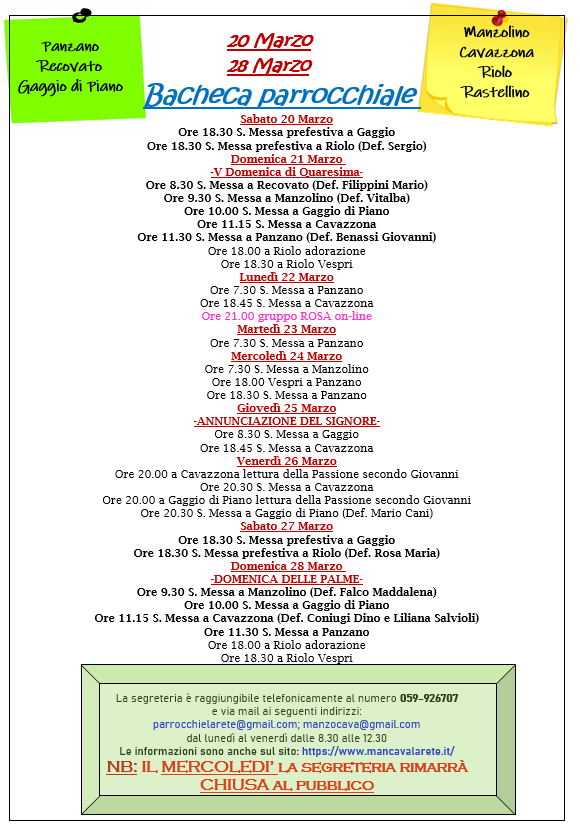 Panzano
Recovato
Gaggio di Piano
20 Marzo
28 Marzo
Bacheca parrocchiale
Manzolino
Cavazzona
Riolo
Rastellino
Sabato 20 Marzo
Ore 18.30 S. Messa prefestiva a Gaggio
Ore 18.30 S. Messa prefestiva a Riolo (Def. Sergio)
Domenica 21 Marzo
-V Domenica di Quaresima-
Ore 8.30 S. Messa a Recovato (Def. Filippini Mario)
Ore 9.30 S. Messa a Manzolino (Def. Vitalba)
Ore 10.00 S. Messa a Gaggio di Piano
Ore 11.15 S. Messa a Cavazzona
Ore 11.30 S. Messa a Panzano (Def. Benassi Giovanni)
Ore 18.00 a Riolo adorazione
Ore 18.30 a Riolo Vespri
Lunedì 22 Marzo
Ore 7.30 S. Messa a Panzano
Ore 18.45 S. Messa a Cavazzona
Ore 21.00 gruppo ROSA on-line
Martedì 23 Marzo
Ore 7.30 S. Messa a Panzano
Mercoledì 24 Marzo
Ore 7.30 S. Messa a Manzolino
Ore 18.00 Vespri a Panzano
Ore 18.30 S. Messa a Panzano
Giovedì 25 Marzo
-ANNUNCIAZIONE DEL SIGNORE-
Ore 8.30 S. Messa a Gaggio
Ore 18.45 S. Messa a Cavazzona
Venerdì 26 Marzo
Ore 20.00 a Cavazzona lettura della Passione secondo Giovanni
Ore 20.30 S. Messa a Cavazzona
Ore 20.00 a Gaggio di Piano lettura della Passione secondo Giovanni
Ore 20.30 S. Messa a Gaggio di Piano (Def. Mario Cani)
Sabato 27 Marzo
Ore 18.30 S. Messa prefestiva a Gaggio
Ore 18.30 S. Messa prefestiva a Riolo (Def. Rosa Maria)
Domenica 28 Marzo
-DOMENICA DELLE PALME-
Ore 9.30 S. Messa a Manzolino (Def. Falco Maddalena)
Ore 10.00 S. Messa a Gaggio di Piano
Ore 11.15 S. Messa a Cavazzona (Def. Coniugi Dino e Liliana Salvioli)
Ore 11.30 S. Messa a Panzano
Ore 18.00 a Riolo adorazione
Ore 18.30 a Riolo Vespri
La segreteria è raggiungibile telefonicamente al numero 059-926707
e via mail ai seguenti indirizzi:
parrocchielarete@gmail.com; manzocava@gmail.com
dal lunedì al venerdì dalle 8.30 alle 12.30
Le informazioni sono anche sul sito: https://www.mancavalarete.it/
NB: IL MERCOLEDI' LA SEGRETERIA RIMARRÀ
CHIUSA AL PUBBLICO